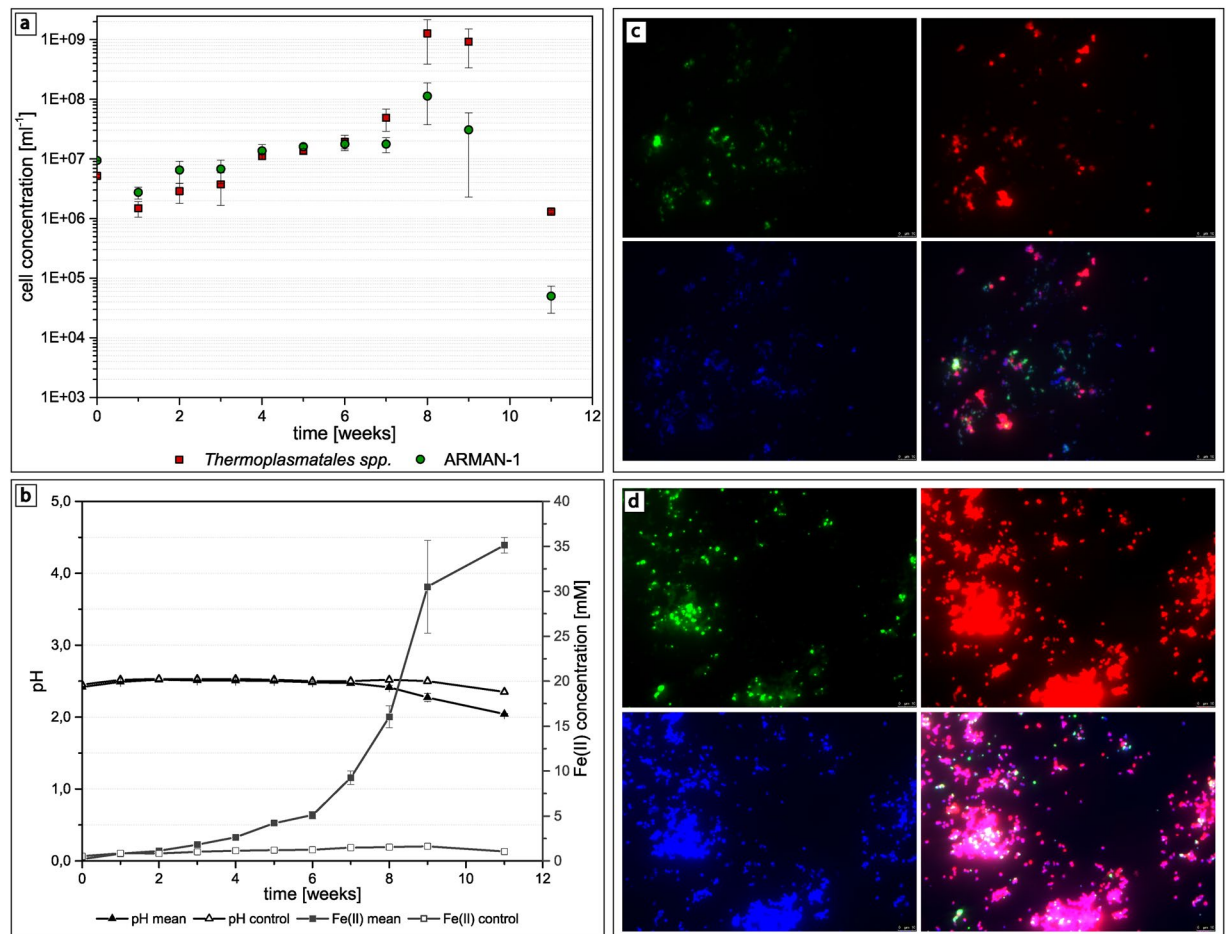 a
1E+09
1E+08
1E+07
1E+06
1E+05
1E+04
1E+03
cell concentration [ml⁻¹]
0 2 4 6 8 10 12
time [weeks]
Thermoplasmatales spp. ARMAN-1
b
5,0
4,0
3,0
2,0
1,0
0,0
pH
40
35
30
25
20
15
10
5
0
Fe(II) concentration [mM]
0 2 4 6 8 10 12
time [weeks]
pH mean pH control Fe(II) mean Fe(II) control
c
d